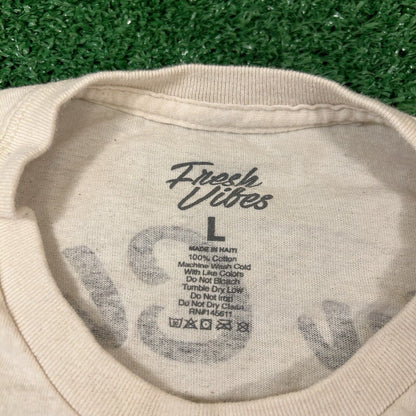 Fresh
Vibes
L
MADE IN HAITI
100% Cotton
Machine Wash Cold
With Like Colors
Do Not Bleach
Tumble Dry Low
Do Not Iron
Do Not Dry Clean
RN#145611